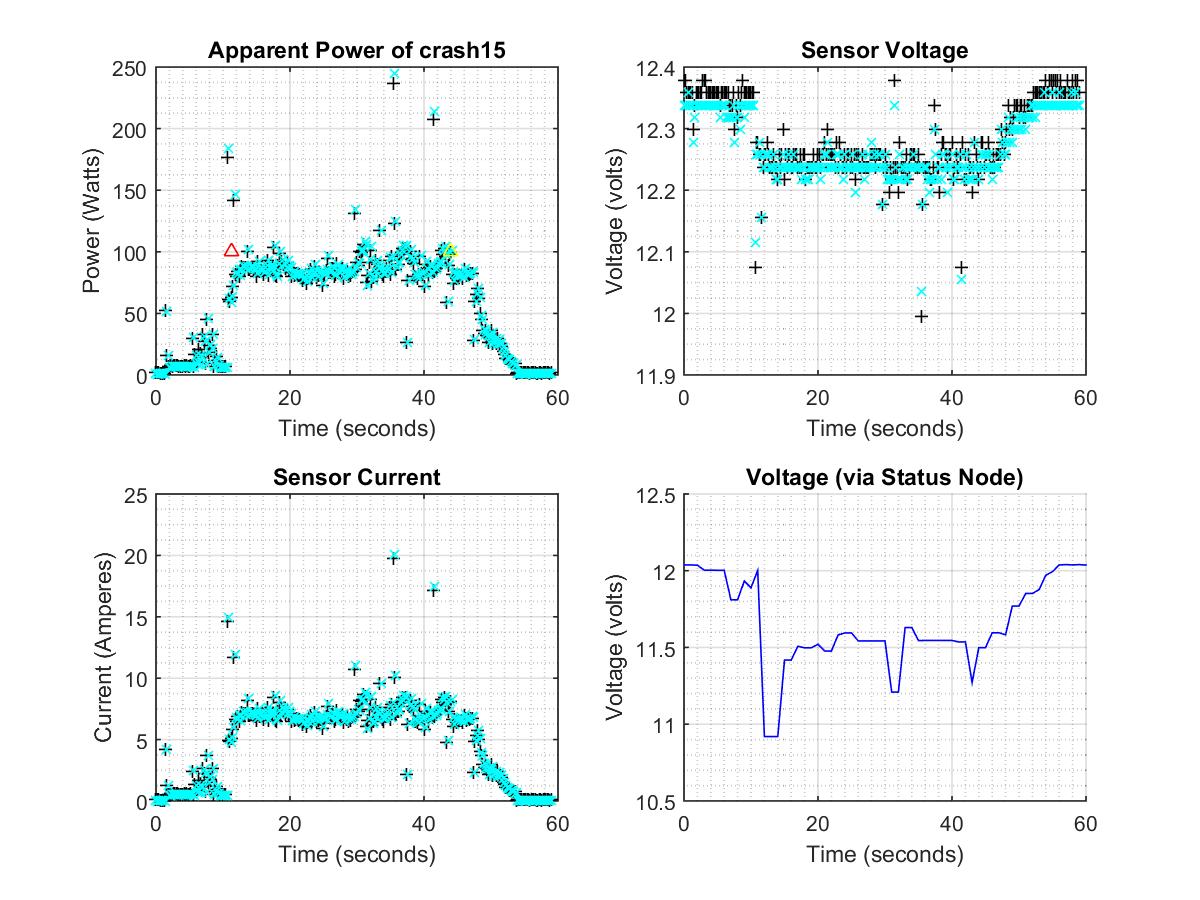 Apparent Power of crash15
250
200
150
100
50
0
Power (Watts)
0 20 40 60
Time (seconds)
Sensor Voltage
12.4
12.3
12.2
12.1
12
11.9
Voltage (volts)
0 20 40 60
Time (seconds)
Sensor Current
25
20
15
10
5
0
Current (Amperes)
0 20 40 60
Time (seconds)
Voltage (via Status Node)
12.5
12
11.5
11
10.5
Voltage (volts)
0 20 40 60
Time (seconds)